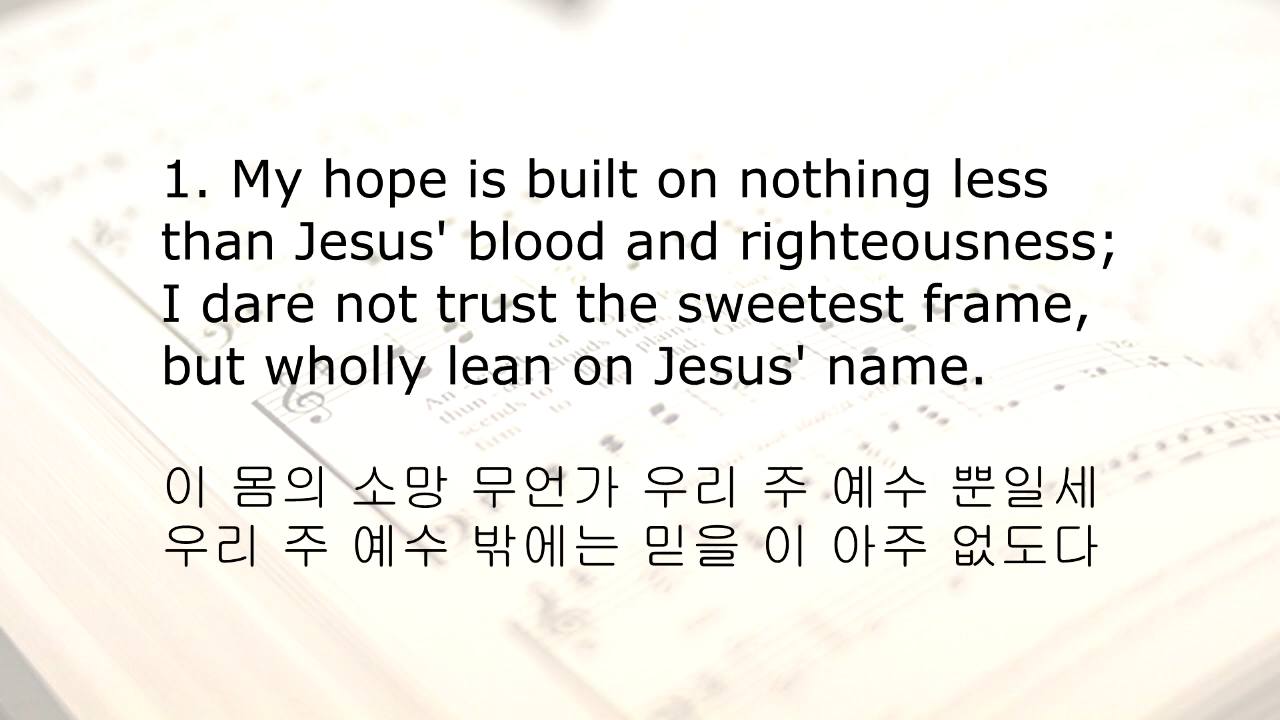 1. My hope is built on nothing less
than Jesus' blood and righteousness;
I dare not trust the sweetest frame,
but wholly lean on Jesus' name.
이 몸의 소망 무언가 우리 주 예수 뿐일세
우리 주 예수 밖에는 믿을 이 아주 없도다